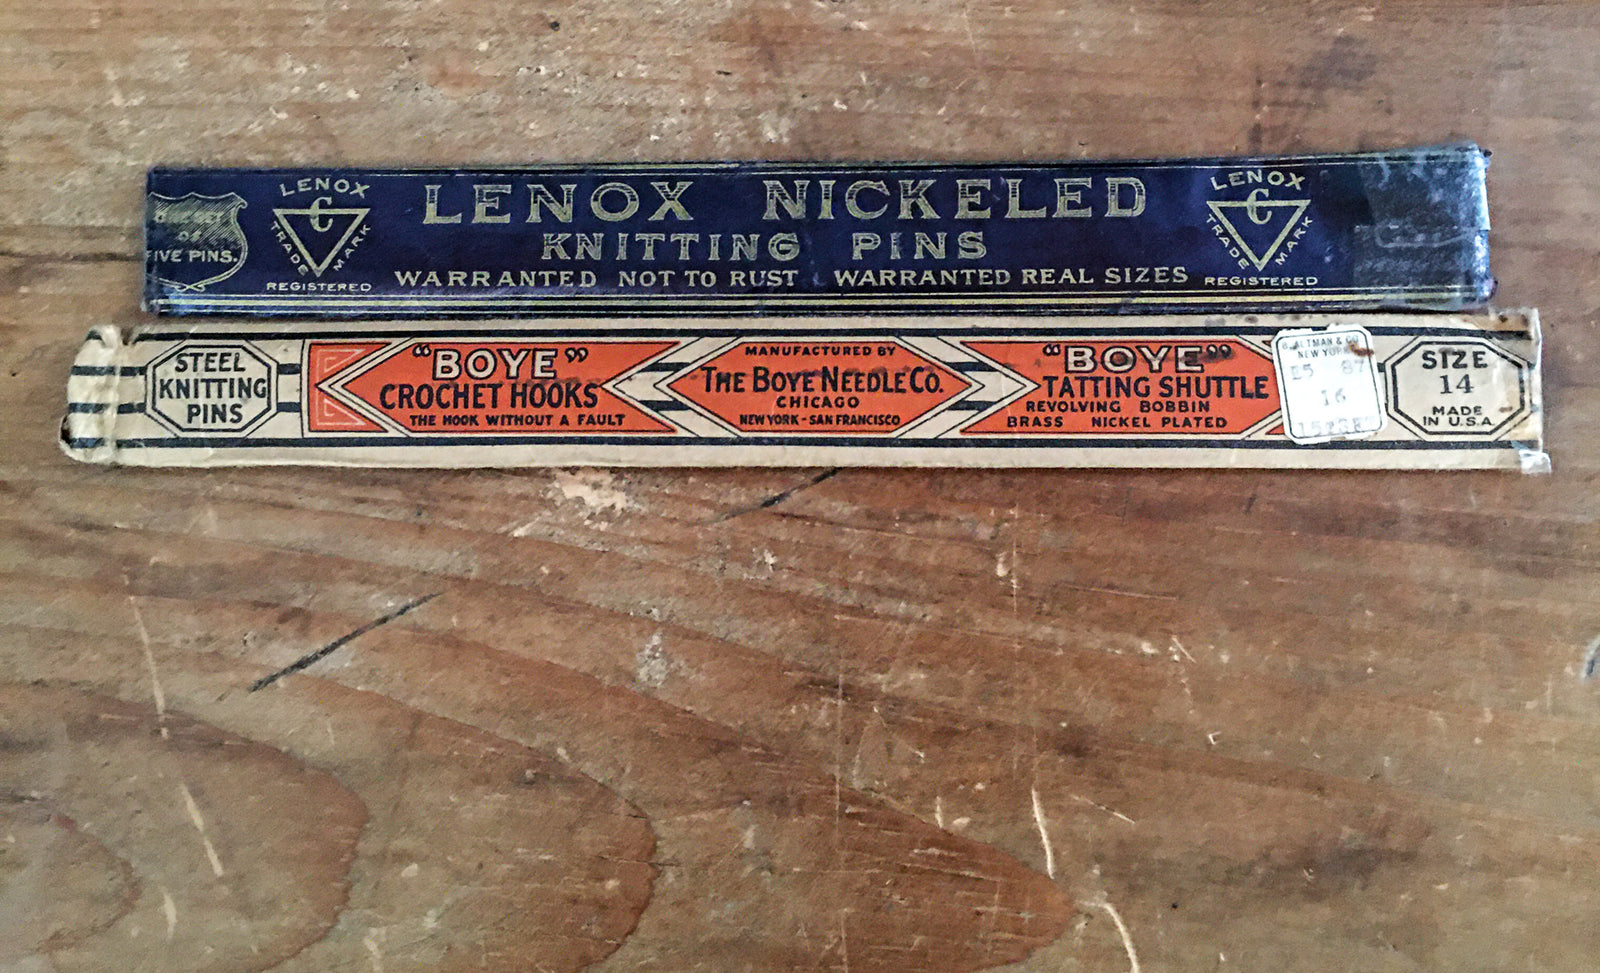 ONE SET
OF
FIVE PINS.
LENOX
C
TRADE MARK
REGISTERED
LENOX NICKELED
KNITTING PINS
WARRANTED NOT TO RUST WARRANTED REAL SIZES
LENOX
C
TRADE MARK
REGISTERED
STEEL
KNITTING
PINS
"BOYE"
CROCHET HOOKS
THE HOOK WITHOUT A FAULT
MANUFACTURED BY
THE BOYE NEEDLE CO.
CHICAGO
NEW YORK - SAN FRANCISCO
"BOYE"
TATTING SHUTTLE
REVOLVING BOBBIN
BRASS NICKEL PLATED
B. ALTMAN & CO
NEW YORK
87
16
SIZE
14
MADE
IN U.S.A.